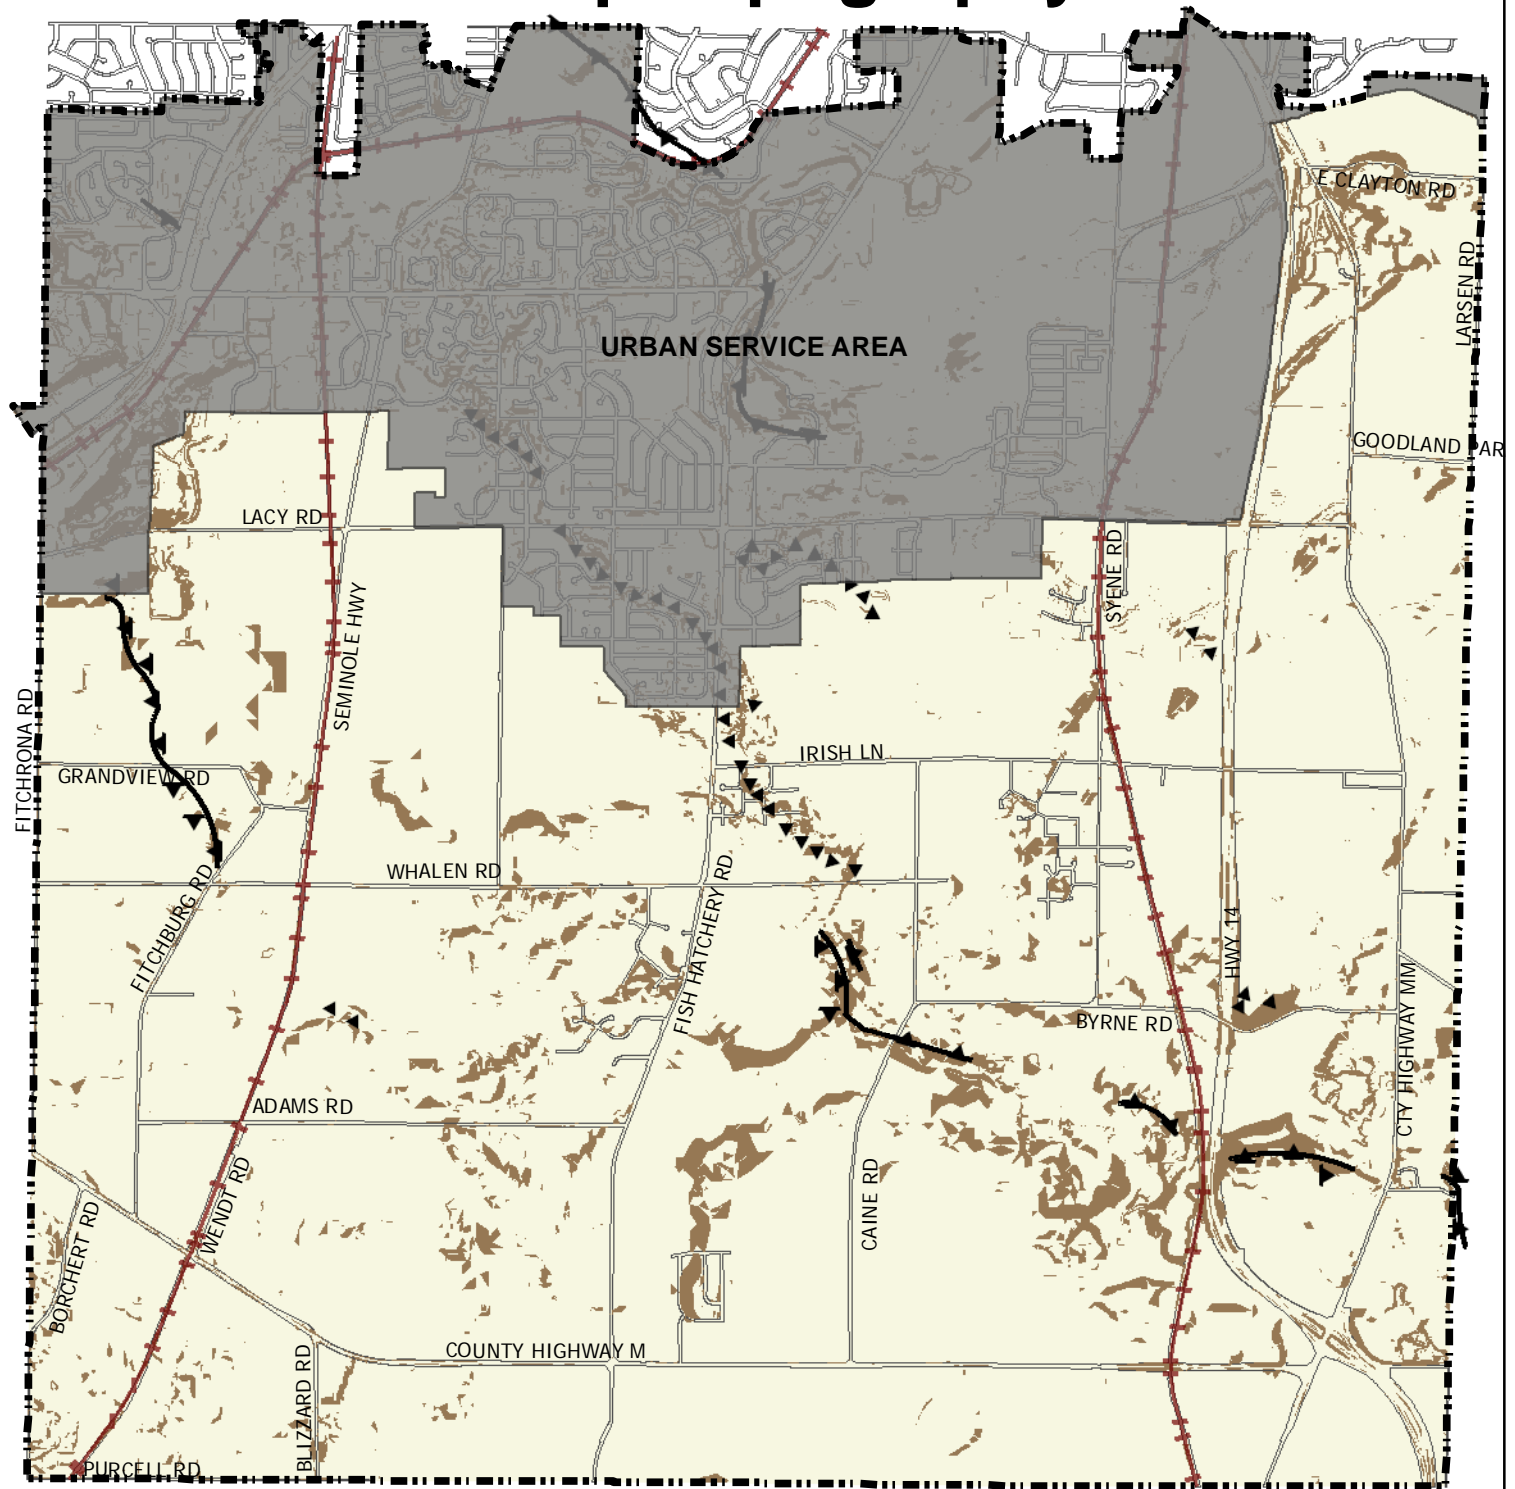 E CLAYTON RD
LARSEN RD
URBAN SERVICE AREA
GOODLAND PAR
LACY RD
SYENE RD
SEMINOLE HWY
FITCHRONA RD
IRISH LN
GRANDVIEW RD
WHALEN RD
FITCHBURG RD
FISH HATCHERY RD
HWY 14
CTY HIGHWAY MM
BYRNE RD
ADAMS RD
CAINE RD
WENDT RD
BORCHERT RD
COUNTY HIGHWAY M
BLIZZARD RD
PURCELL RD